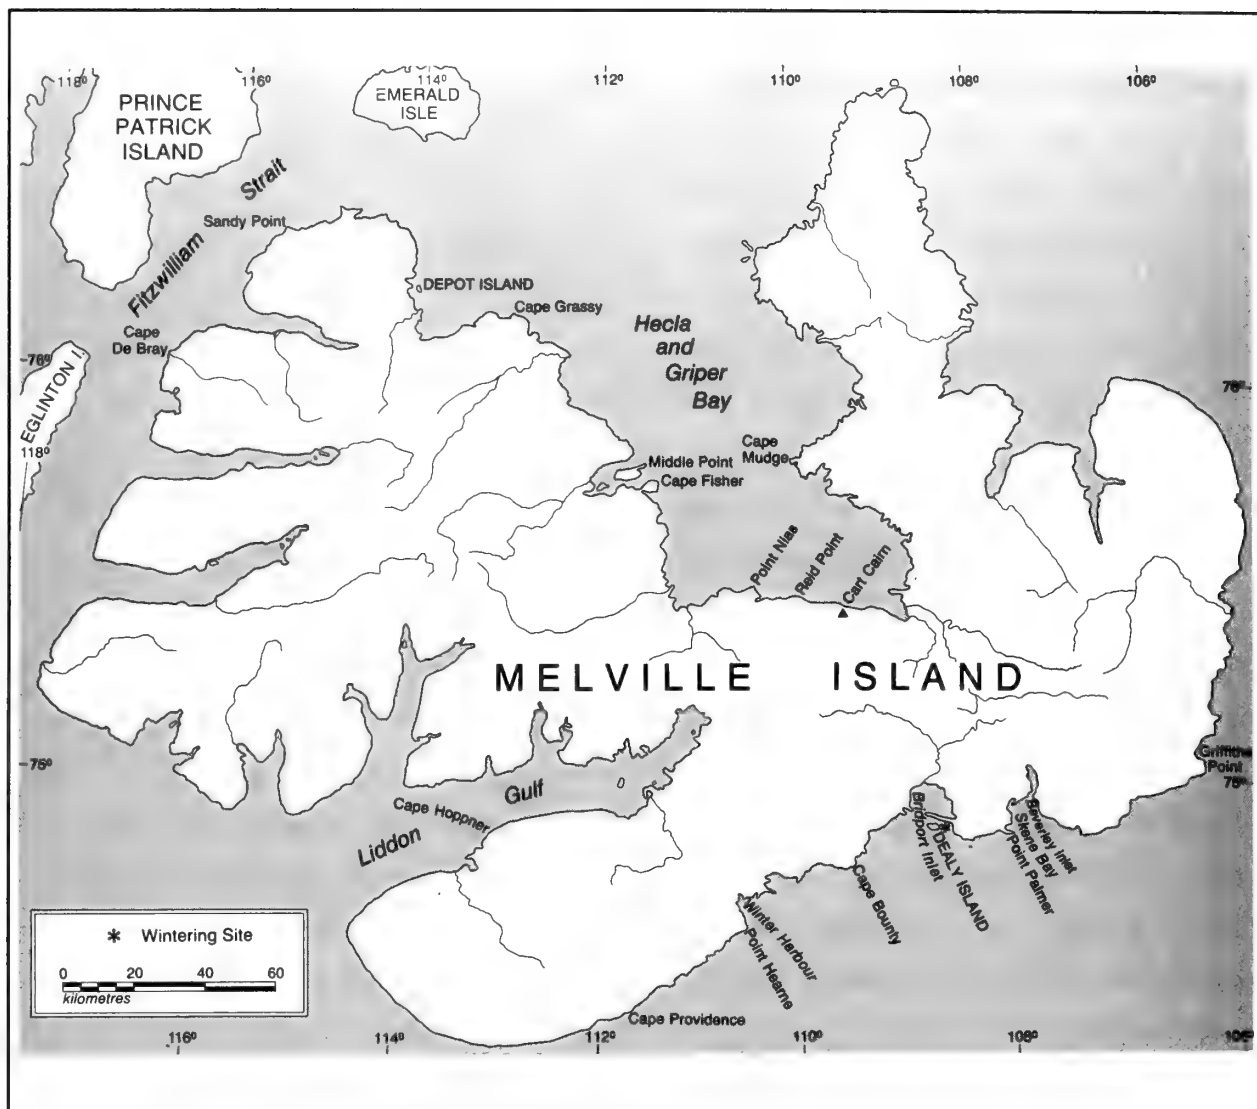 118° 116° 114° 112° 110° 108° 106°
PRINCE
PATRICK
ISLAND
EMERALD
ISLE
Fitzwilliam Strait
Sandy Point
DEPOT ISLAND
Cape Grassy
Cape
De Bray
Hecla
and
Griper
Bay
76°
76°
EGLINTON I.
118°
Cape
Mudge
Middle Point
Cape Fisher
Point Nias
Reid Point
Cart Cairn
MELVILLE ISLAND
75°
Griffith
Point
75°
Liddon Gulf
Cape Hoppner
Bridport Inlet
DEALY ISLAND
Beverley Inlet
Skene Bay
Point Palmer
Cape Bounty
Winter Harbour
Point Hearne
Cape Providence
* Wintering Site
0 20 40 60
kilometres
116° 114° 112° 110° 108° 106°